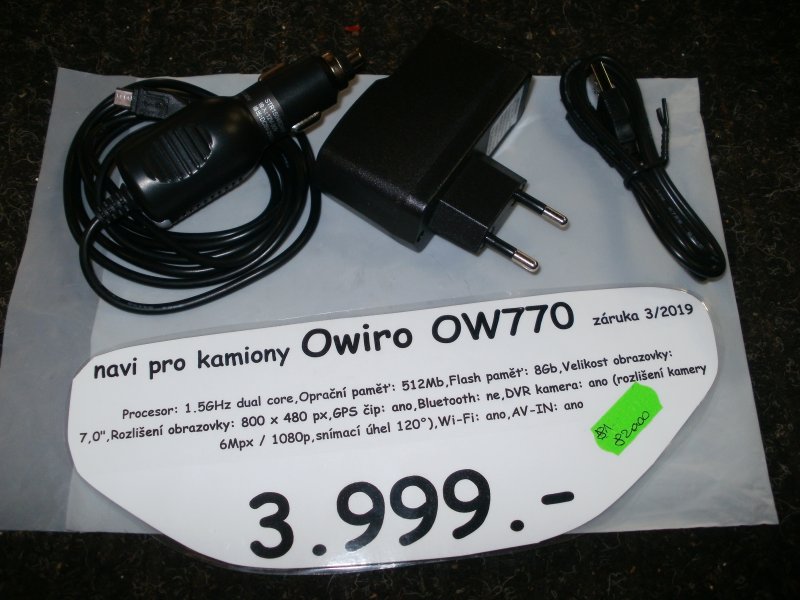 navi pro kamiony Owiro OW770 záruka 3/2019
Procesor: 1.5GHz dual core,Oprační paměť: 512Mb,Flash paměť: 8Gb,Velikost obrazovky:
7,0",Rozlišení obrazovky: 800 x 480 px,GPS čip: ano,Bluetooth: ne,DVR kamera: ano (rozlišení kamery
6Mpx / 1080p,snímací úhel 120°),Wi-Fi: ano,AV-IN: ano
3.999.-